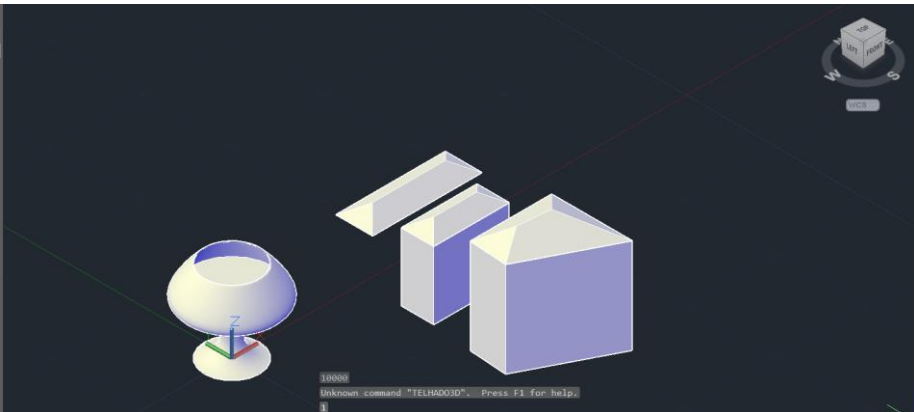 TOP
LEFT
FRONT
W
S
WCS
Z
10000
Unknown command "TELHADO3D".  Press F1 for help.
1